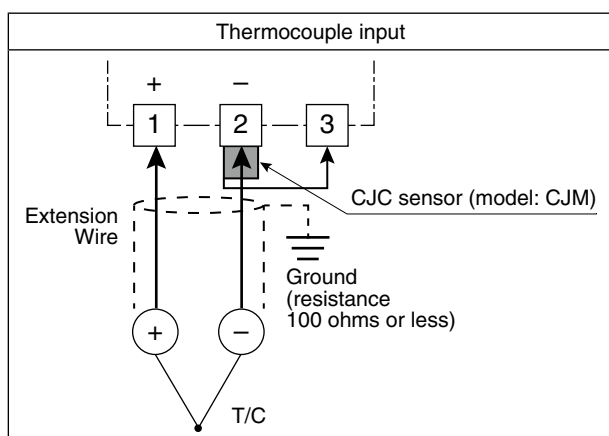 Thermocouple input
+ −
1 2 3
CJC sensor (model: CJM)
Extension
Wire
Ground
(resistance
100 ohms or less)
+ −
T/C